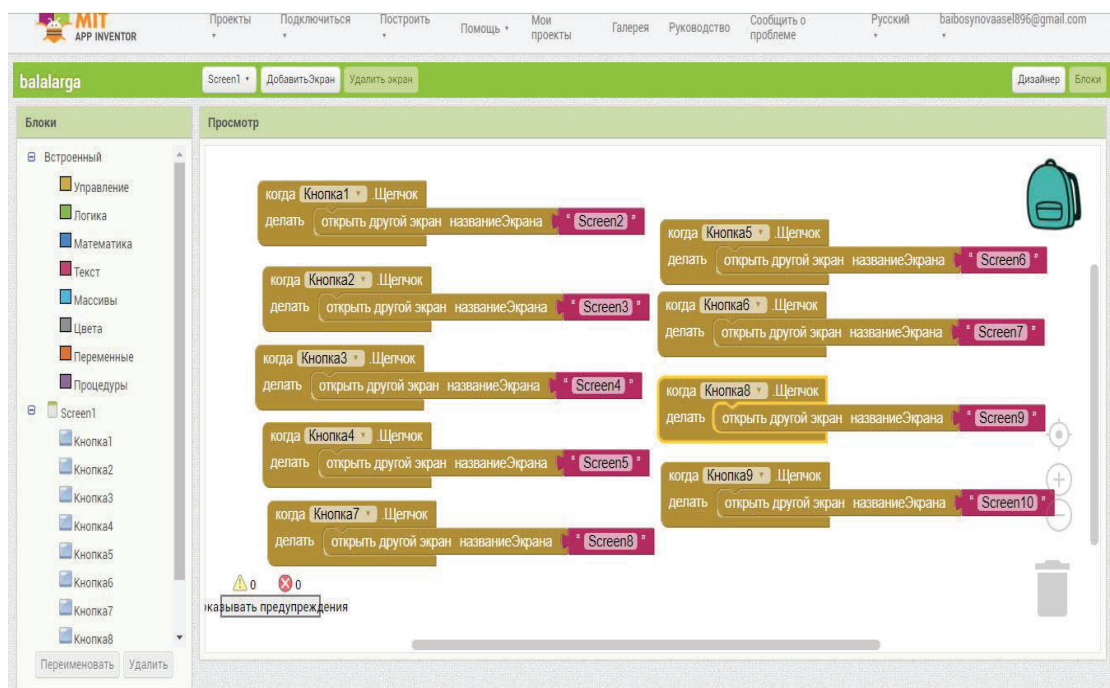 MIT
APP INVENTOR
Проекты
Подключиться
Построить
Помощь
Мои проекты
Галерея
Руководство
Сообщить о проблеме
Русский
baibosynovaasel896@gmail.com
balalarga
Screen1
ДобавитьЭкран
Удалить экран
Дизайнер
Блоки
Блоки
Просмотр
Встроенный
Управление
Логика
Математика
Текст
Массивы
Цвета
Переменные
Процедуры
Screen1
Кнопка1
Кнопка2
Кнопка3
Кнопка4
Кнопка5
Кнопка6
Кнопка7
Кнопка8
Переименовать
Удалить
когда Кнопка1 .Щелчок
делать открыть другой экран названиеЭкрана " Screen2 "
когда Кнопка2 .Щелчок
делать открыть другой экран названиеЭкрана " Screen3 "
когда Кнопка3 .Щелчок
делать открыть другой экран названиеЭкрана " Screen4 "
когда Кнопка4 .Щелчок
делать открыть другой экран названиеЭкрана " Screen5 "
когда Кнопка7 .Щелчок
делать открыть другой экран названиеЭкрана " Screen8 "
когда Кнопка5 .Щелчок
делать открыть другой экран названиеЭкрана " Screen6 "
когда Кнопка6 .Щелчок
делать открыть другой экран названиеЭкрана " Screen7 "
когда Кнопка8 .Щелчок
делать открыть другой экран названиеЭкрана " Screen9 "
когда Кнопка9 .Щелчок
делать открыть другой экран названиеЭкрана " Screen10 "
0 0
казывать предупреждения